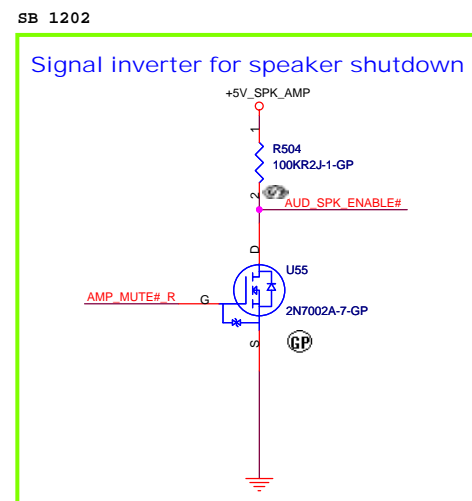 SB 1202
Signal inverter for speaker shutdown
+5V_SPK_AMP
1
R504
100KR2J-1-GP
2
AUD_SPK_ENABLE#
D
U55
AMP_MUTE#_R
G
2N7002A-7-GP
S
GP